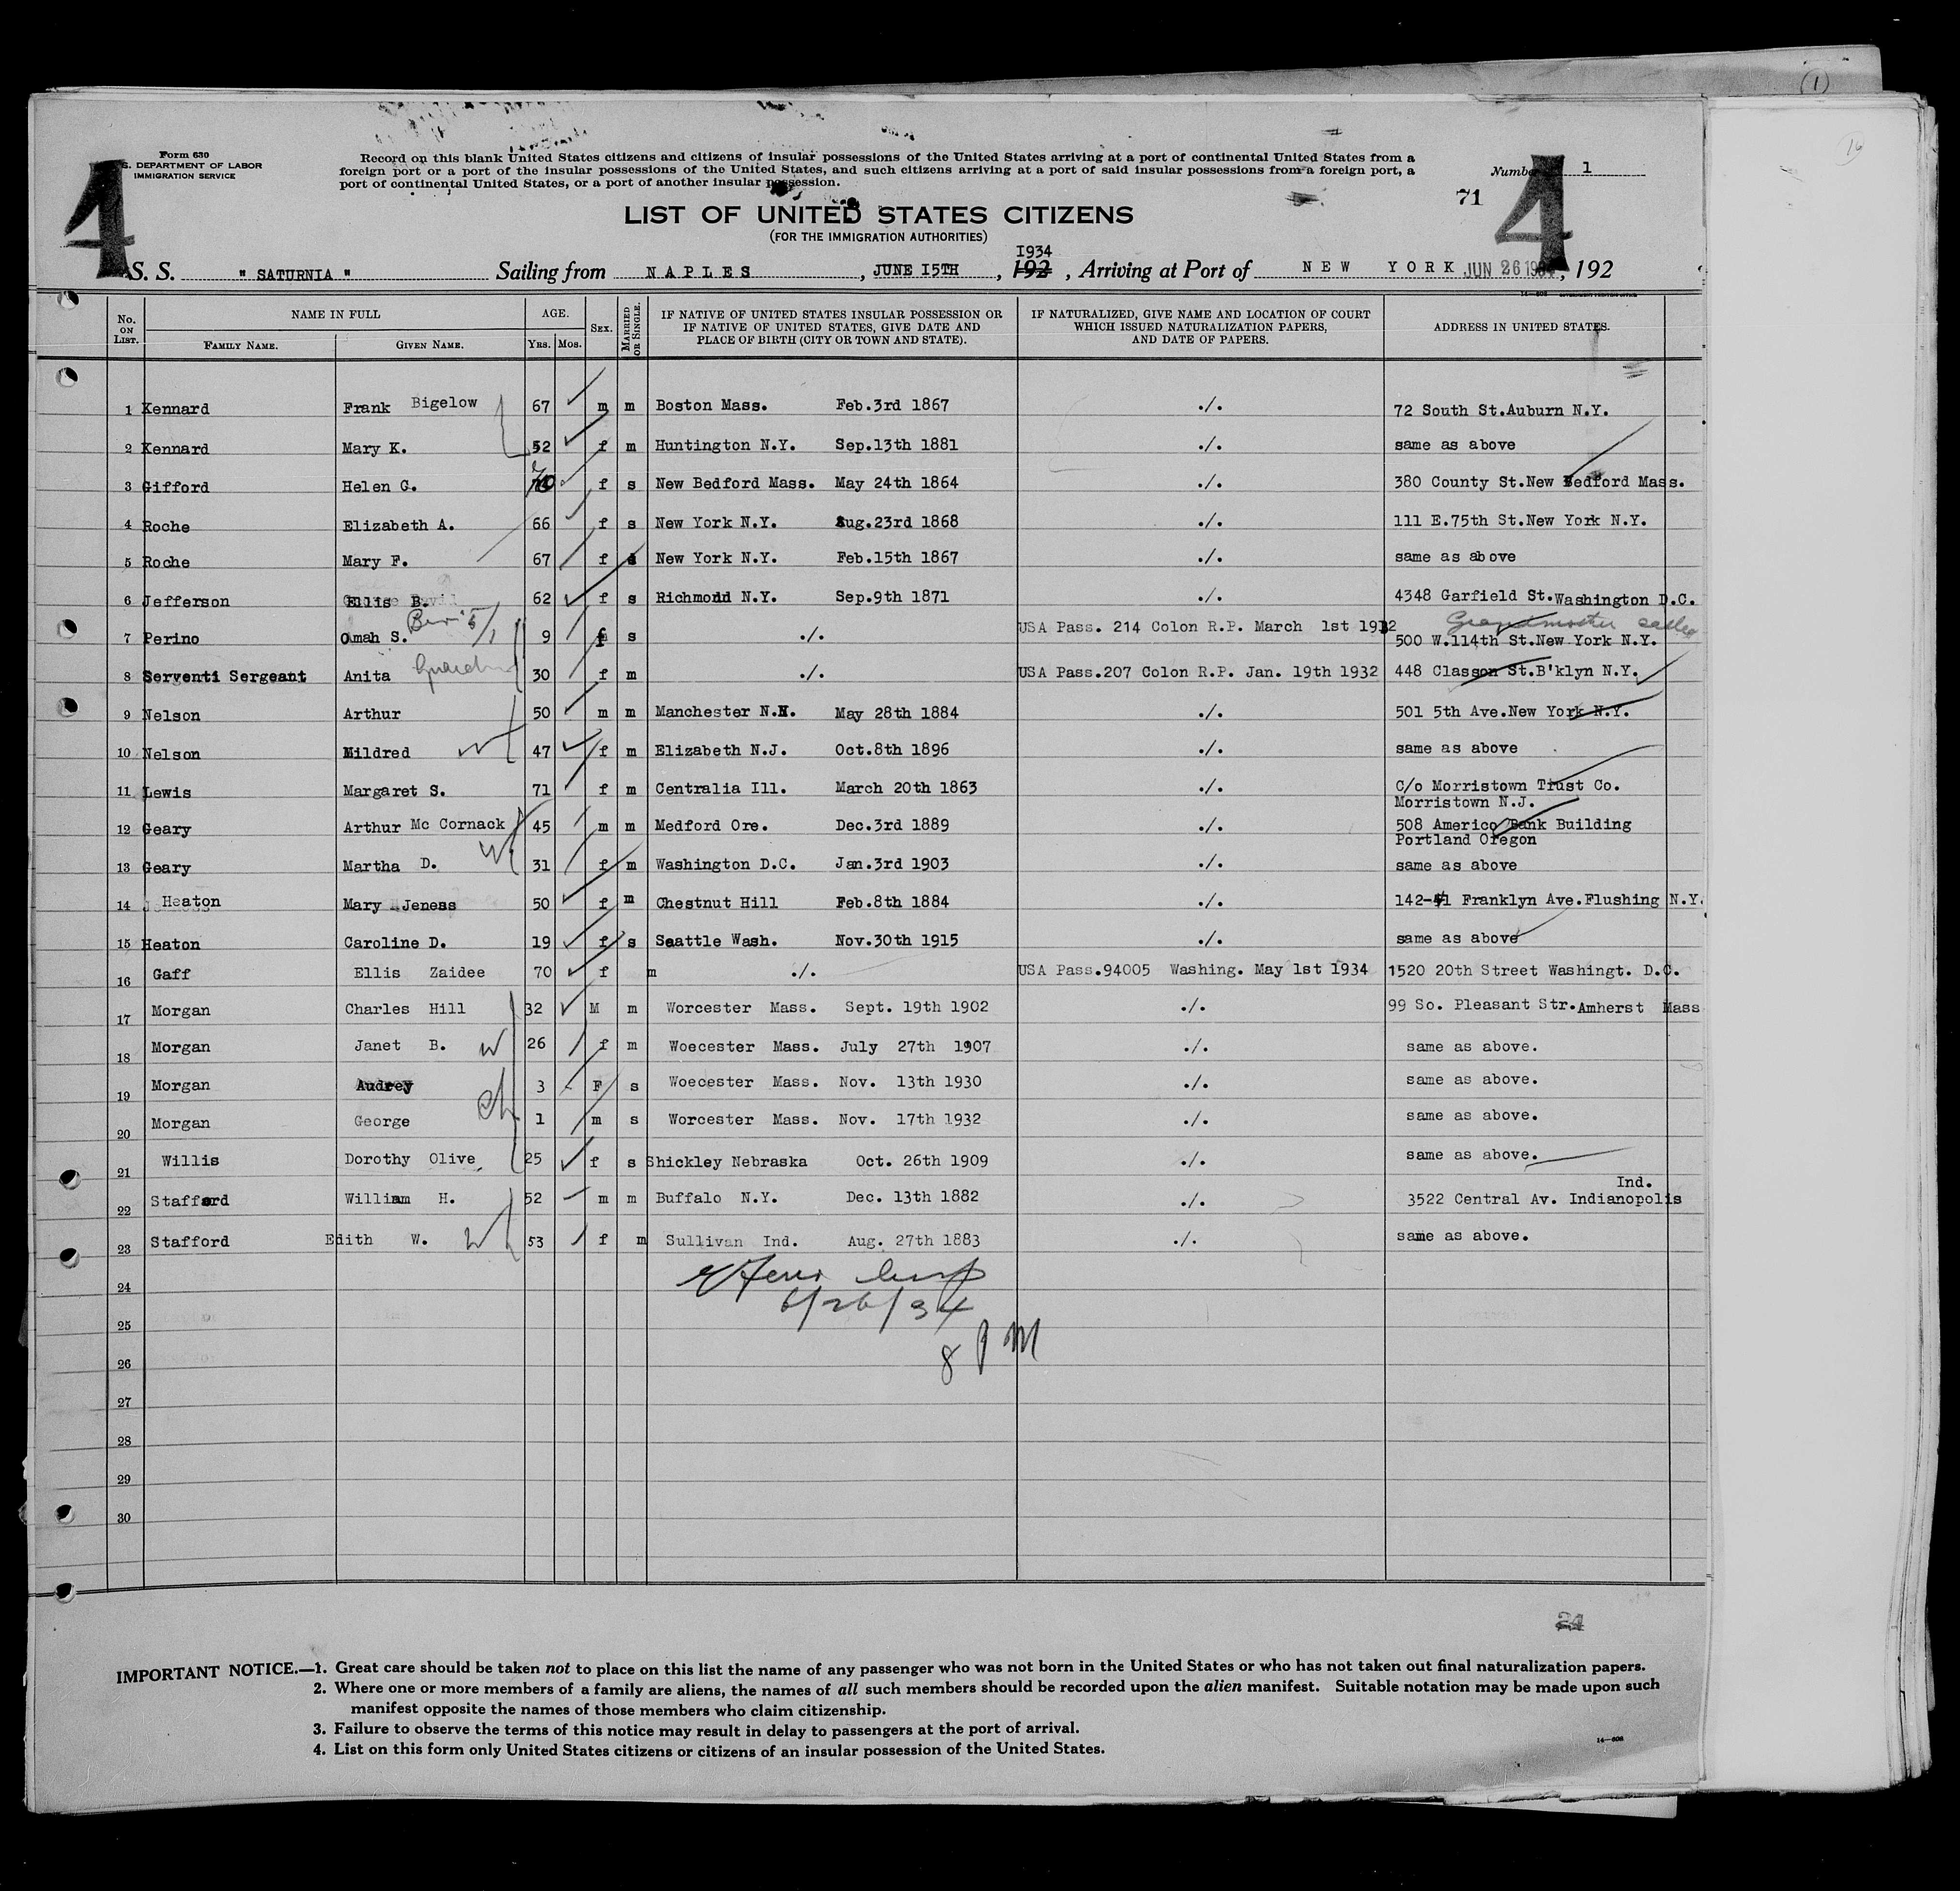 (1)
16
Form 630
S. DEPARTMENT OF LABOR
IMMIGRATION SERVICE
Record on this blank United States citizens and citizens of insular possessions of the United States arriving at a port of continental United States from a
foreign port or a port of the insular possessions of the United States, and such citizens arriving at a port of said insular possessions from a foreign port, a
port of continental United States, or a port of another insular possession.
Number 1
4
4
71
LIST OF UNITED STATES CITIZENS
(FOR THE IMMIGRATION AUTHORITIES)
S. S. " SATURNIA " Sailing from NAPLES, JUNE I5TH, I934 192, Arriving at Port of NEW YORK JUN 26 1934, 192
14-808 GOVERNMENT PRINTING OFFICE
No. ON LIST. NAME IN FULL AGE. SEX. MARRIED OR SINGLE. IF NATIVE OF UNITED STATES INSULAR POSSESSION OR IF NATIVE OF UNITED STATES, GIVE DATE AND PLACE OF BIRTH (CITY OR TOWN AND STATE). IF NATURALIZED, GIVE NAME AND LOCATION OF COURT WHICH ISSUED NATURALIZATION PAPERS, AND DATE OF PAPERS. ADDRESS IN UNITED STATES.
FAMILY NAME. GIVEN NAME. YRS. MOS.
1 Kennard Frank Bigelow 67 m m Boston Mass. Feb.3rd 1867 ./. 72 South St.Auburn N.Y.
2 Kennard Mary K. 52 f m Huntington N.Y. Sep.13th 1881 ./. same as above
3 Gifford Helen G. 70 f s New Bedford Mass. May 24th 1864 ./. 380 County St.New Bedford Mass.
4 Roche Elizabeth A. 66 f s New York N.Y. Aug.23rd 1868 ./. 111 E.75th St.New York N.Y.
5 Roche Mary F. 67 f s New York N.Y. Feb.15th 1867 ./. same as above
6 Jefferson Ellis B. 62 f s Richmond N.Y. Sep.9th 1871 ./. 4348 Garfield St.Washington D.C.
7 Perino Omah S. 9 f s ./. USA Pass. 214 Colon R.P. March 1st 1932 Grandmother called
500 W.114th St.New York N.Y.
8 Serventi Sergeant Anita Guardn 30 f m ./. USA Pass.207 Colon R.P. Jan. 19th 1932 448 Classon St.B'klyn N.Y.
9 Nelson Arthur 50 m m Manchester N.H. May 28th 1884 ./. 501 5th Ave.New York N.Y.
10 Nelson Mildred W 47 f m Elizabeth N.J. Oct.8th 1896 ./. same as above
11 Lewis Margaret S. 71 f m Centralia Ill. March 20th 1863 ./. C/o Morristown Trust Co.
Morristown N.J.
12 Geary Arthur Mc Cornack 45 m m Medford Ore. Dec.3rd 1889 ./. 508 Americo Bank Building
Portland Oregon
13 Geary Martha D. W 31 f m Washington D.C. Jan.3rd 1903 ./. same as above
14 Heaton Mary Jeness 50 f m Chestnut Hill Feb.8th 1884 ./. 142-41 Franklyn Ave.Flushing N.Y.
15 Heaton Caroline D. 19 f s Seattle Wash. Nov.30th 1915 ./. same as above
16 Gaff Ellis Zaidee 70 f m ./. USA Pass.94005 Washing. May 1st 1934 1520 20th Street Washingt. D.C.
17 Morgan Charles Hill 32 M m Worcester Mass. Sept. 19th 1902 ./. 99 So. Pleasant Str.Amherst Mass
18 Morgan Janet B. W 26 f m Woecester Mass. July 27th 1907 ./. same as above.
19 Morgan Audrey 3 F s Woecester Mass. Nov. 13th 1930 ./. same as above.
20 Morgan George ch 1 m s Worcester Mass. Nov. 17th 1932 ./. same as above.
21 Willis Dorothy Olive 25 f s Shickley Nebraska Oct. 26th 1909 ./. same as above.
22 Stafford William H. 52 m m Buffalo N.Y. Dec. 13th 1882 ./. 3522 Central Av. Indianopolis Ind.
23 Stafford Edith W. W 53 f m Sullivan Ind. Aug. 27th 1883 ./. same as above.
24
6/26/34
25
8 PM
26
27
28
29
30
24
IMPORTANT NOTICE.—1. Great care should be taken not to place on this list the name of any passenger who was not born in the United States or who has not taken out final naturalization papers.
2. Where one or more members of a family are aliens, the names of all such members should be recorded upon the alien manifest. Suitable notation may be made upon such
manifest opposite the names of those members who claim citizenship.
3. Failure to observe the terms of this notice may result in delay to passengers at the port of arrival.
4. List on this form only United States citizens or citizens of an insular possession of the United States.
14—808